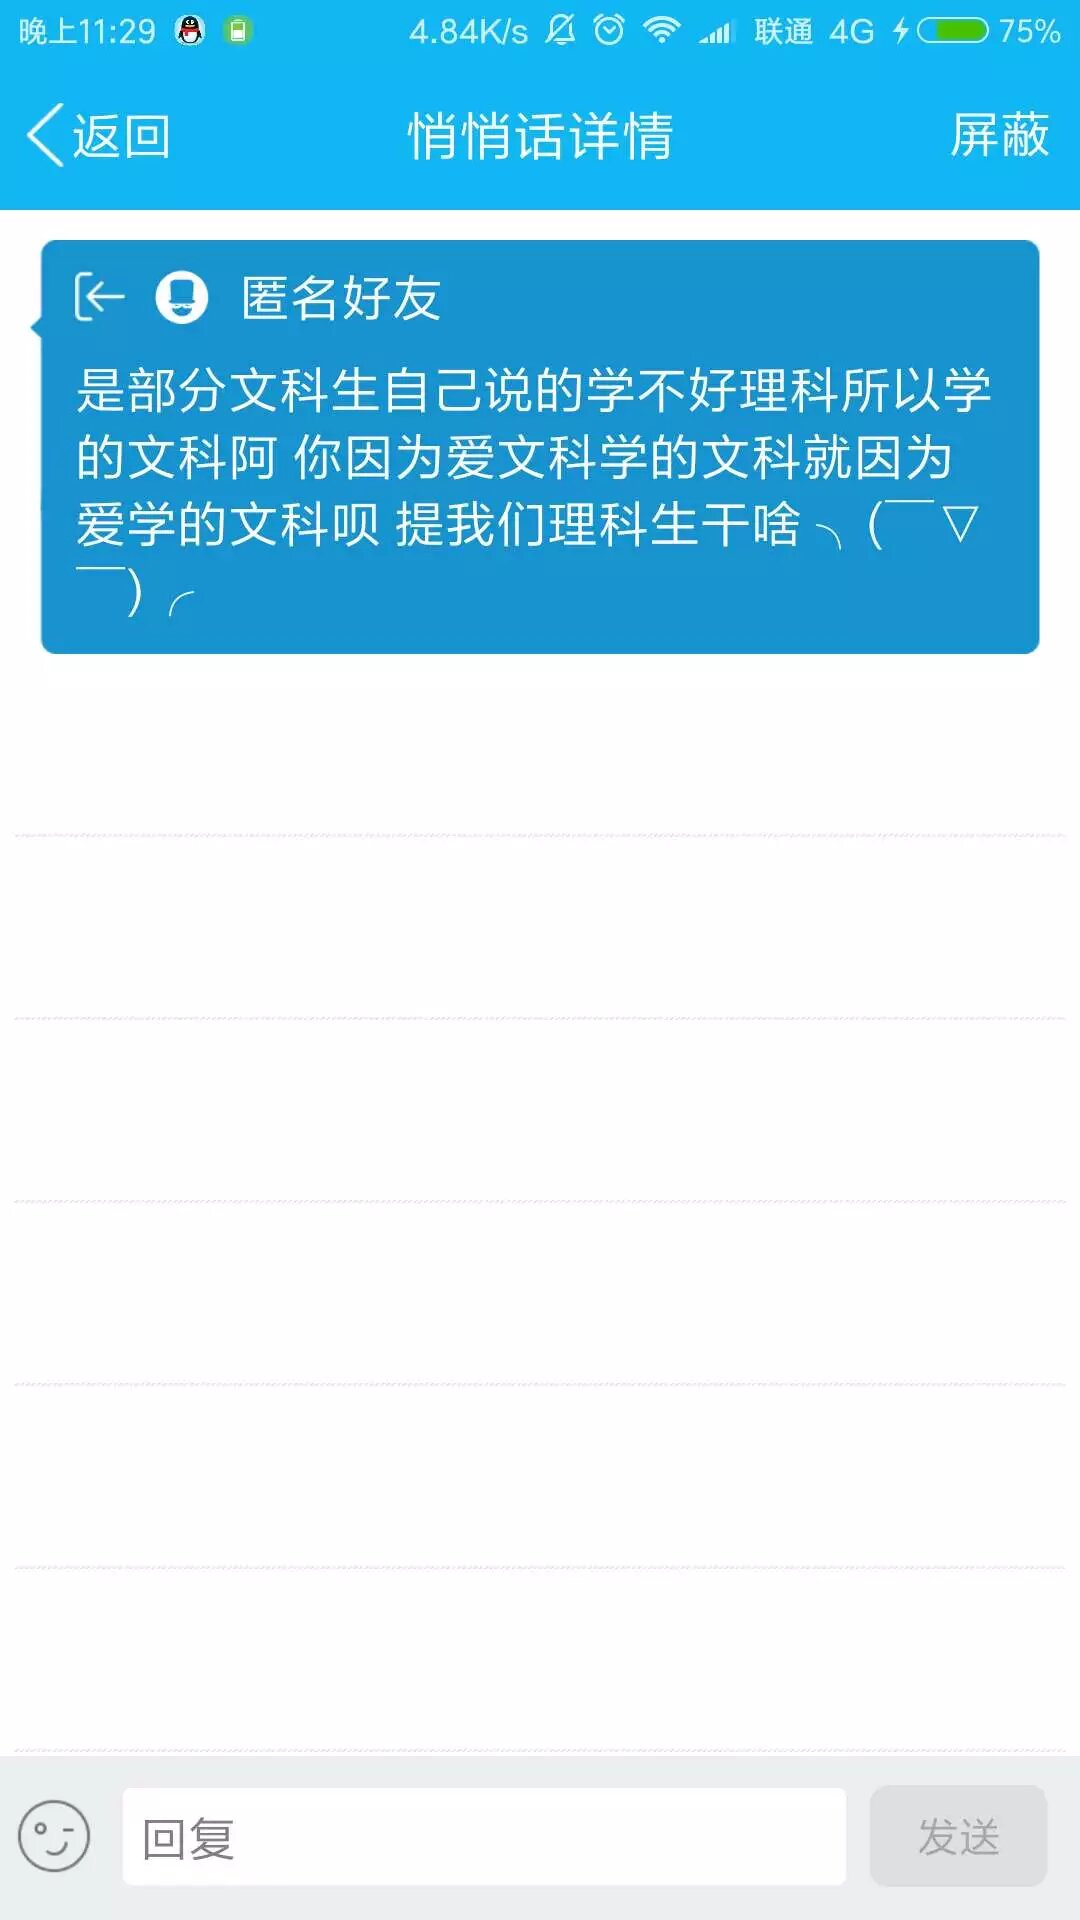 晚上11:29 4.84K/s 联通 4G 75%
返回 悄悄话详情 屏蔽
匿名好友
是部分文科生自己说的学不好理科所以学
的文科阿 你因为爱文科学的文科就因为
爱学的文科呗 提我们理科生干啥╮(￣▽
￣)╭
回复 发送